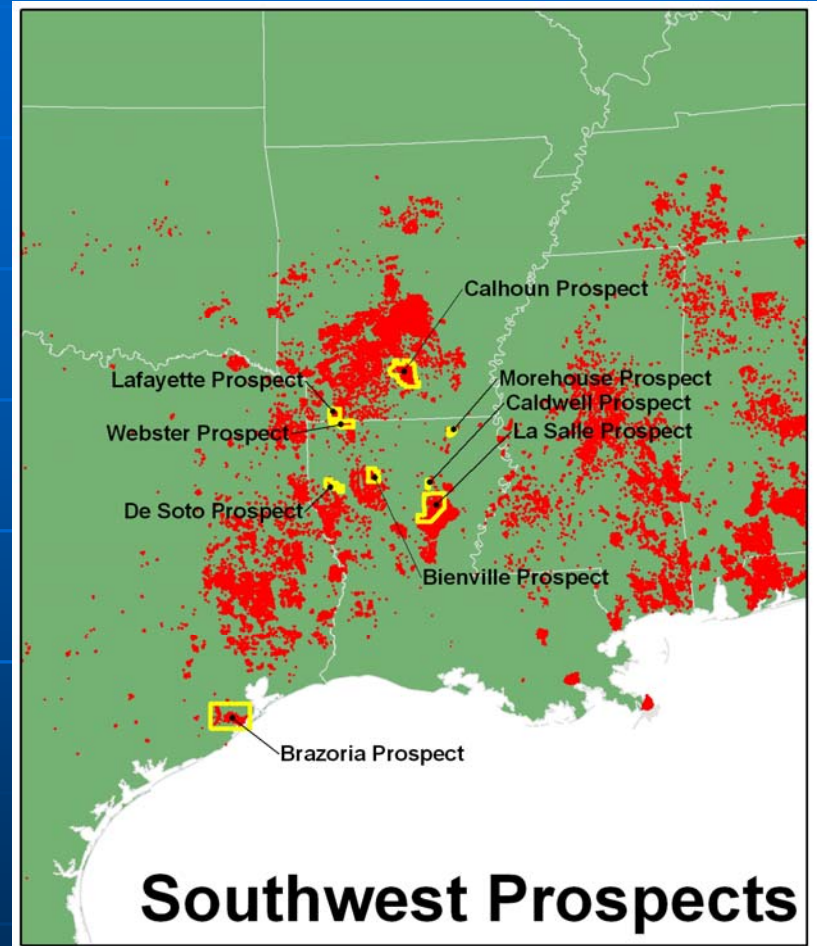 Calhoun Prospect
Lafayette Prospect
Morehouse Prospect
Caldwell Prospect
Webster Prospect
La Salle Prospect
De Soto Prospect
Bienville Prospect
Brazoria Prospect
Southwest Prospects